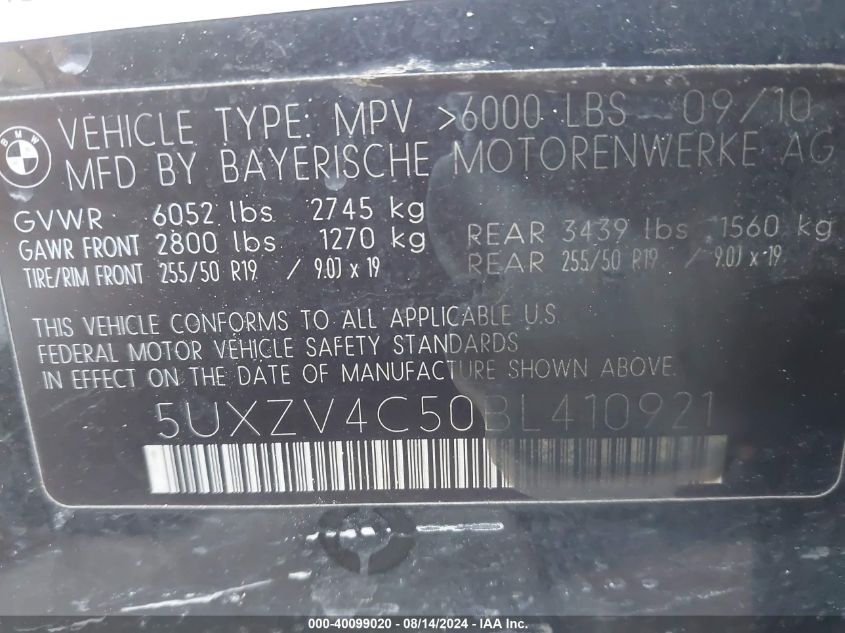 BMW
VEHICLE TYPE: MPV >6000 LBS 09/10
MFD BY BAYERISCHE MOTORENWERKE AG
GVWR 6052 lbs 2745 kg
GAWR FRONT 2800 lbs 1270 kg REAR 3439 lbs 1560 kg
TIRE/RIM FRONT 255/50 R19 / 9.0J x 19 REAR 255/50 R19 / 9.0J x 19
THIS VEHICLE CONFORMS TO ALL APPLICABLE U.S.
FEDERAL MOTOR VEHICLE SAFETY STANDARDS
IN EFFECT ON THE DATE OF MANUFACTURE SHOWN ABOVE.
5UXZV4C50BL410921
000-40099020 - 08/14/2024 - IAA Inc.